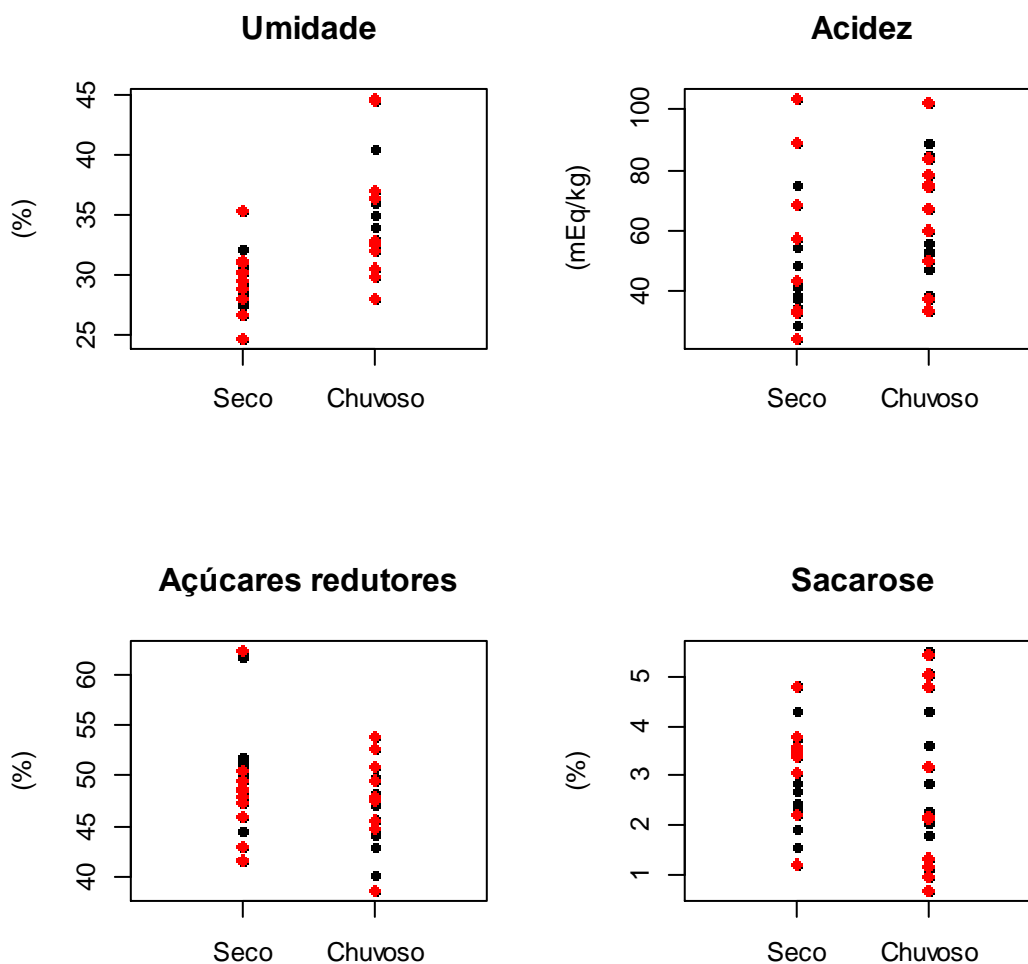 Umidade
(%)
45
40
35
30
25
Seco Chuvoso
Acidez
(mEq/kg)
100
80
60
40
Seco Chuvoso
Açúcares redutores
(%)
60
55
50
45
40
Seco Chuvoso
Sacarose
(%)
5
4
3
2
1
Seco Chuvoso